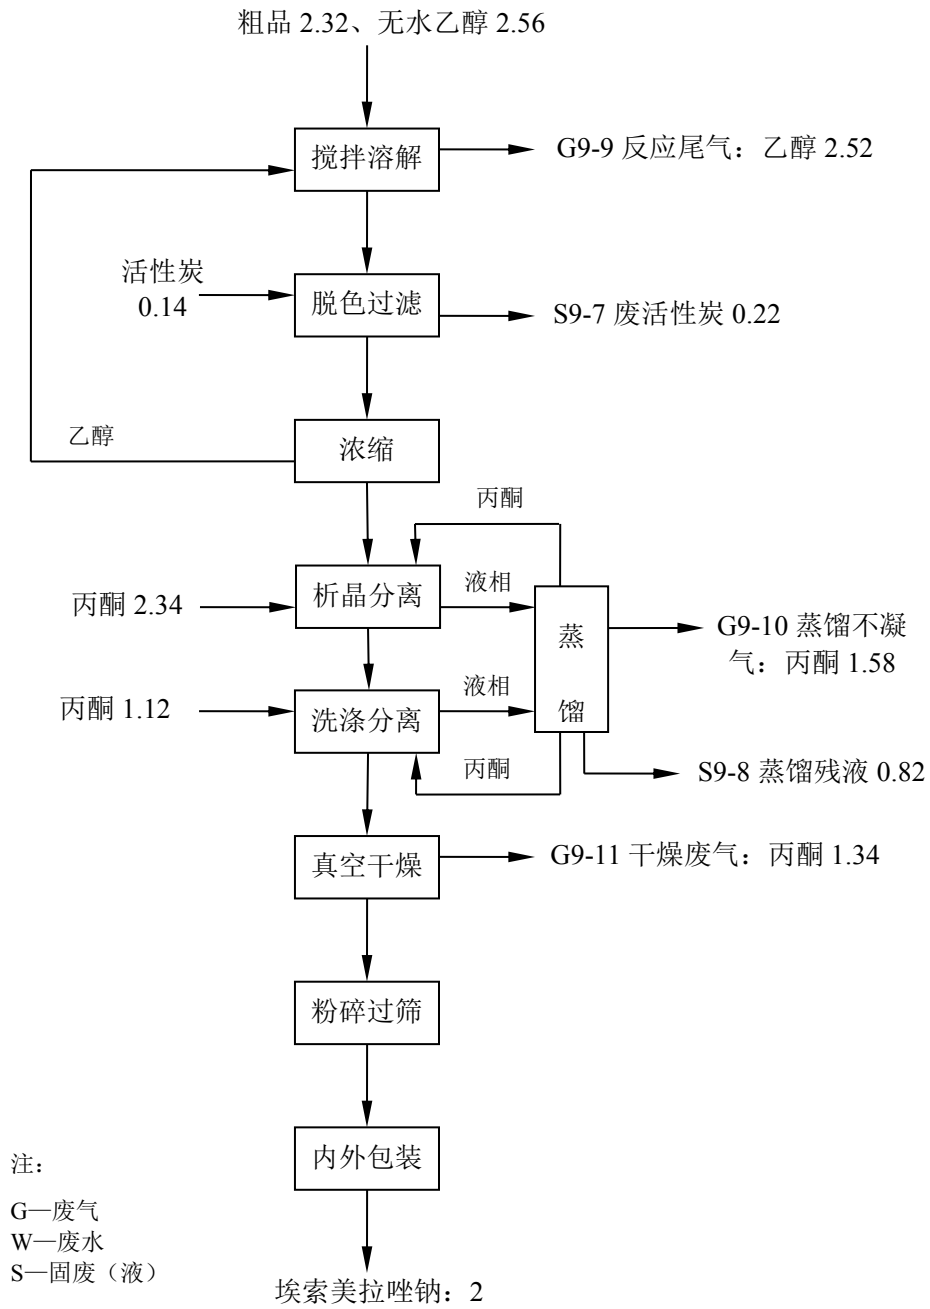 粗品 2.32、无水乙醇 2.56
搅拌溶解
G9-9 反应尾气：乙醇 2.52
活性炭
0.14
脱色过滤
S9-7 废活性炭 0.22
乙醇
浓缩
丙酮
丙酮 2.34
析晶分离
液相
蒸
馏
G9-10 蒸馏不凝
气：丙酮 1.58
丙酮 1.12
洗涤分离
液相
丙酮
S9-8 蒸馏残液 0.82
真空干燥
G9-11 干燥废气：丙酮 1.34
粉碎过筛
内外包装
注：
G—废气
W—废水
S—固废（液）
埃索美拉唑钠：2